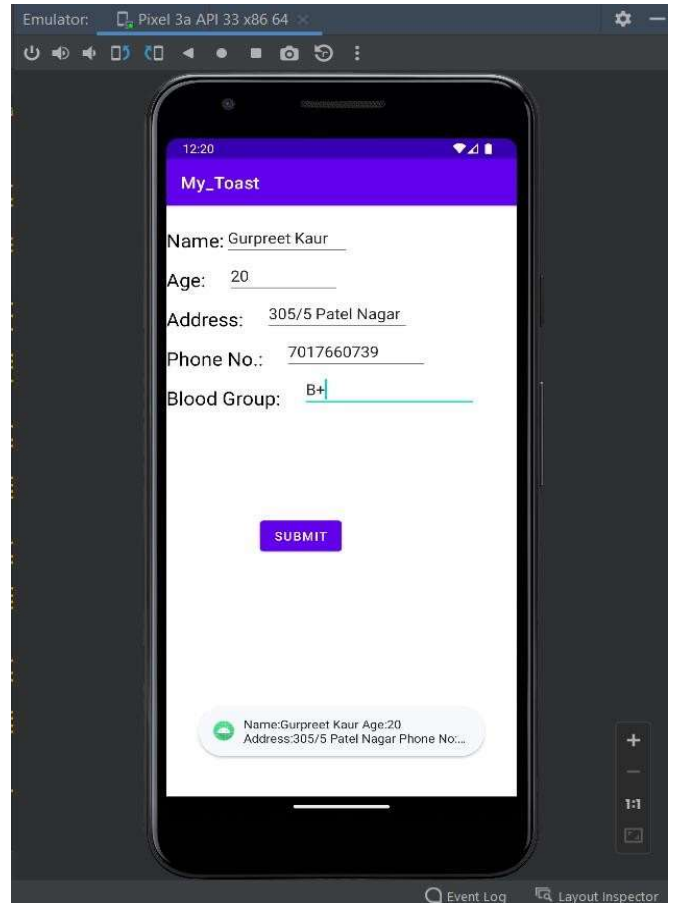 Emulator: Pixel 3a API 33 x86 64
12:20
My_Toast
Name: Gurpreet Kaur
Age: 20
Address: 305/5 Patel Nagar
Phone No.: 7017660739
Blood Group: B+
SUBMIT
Name:Gurpreet Kaur Age:20
Address:305/5 Patel Nagar Phone No:...
1:1
Event Log Layout Inspector